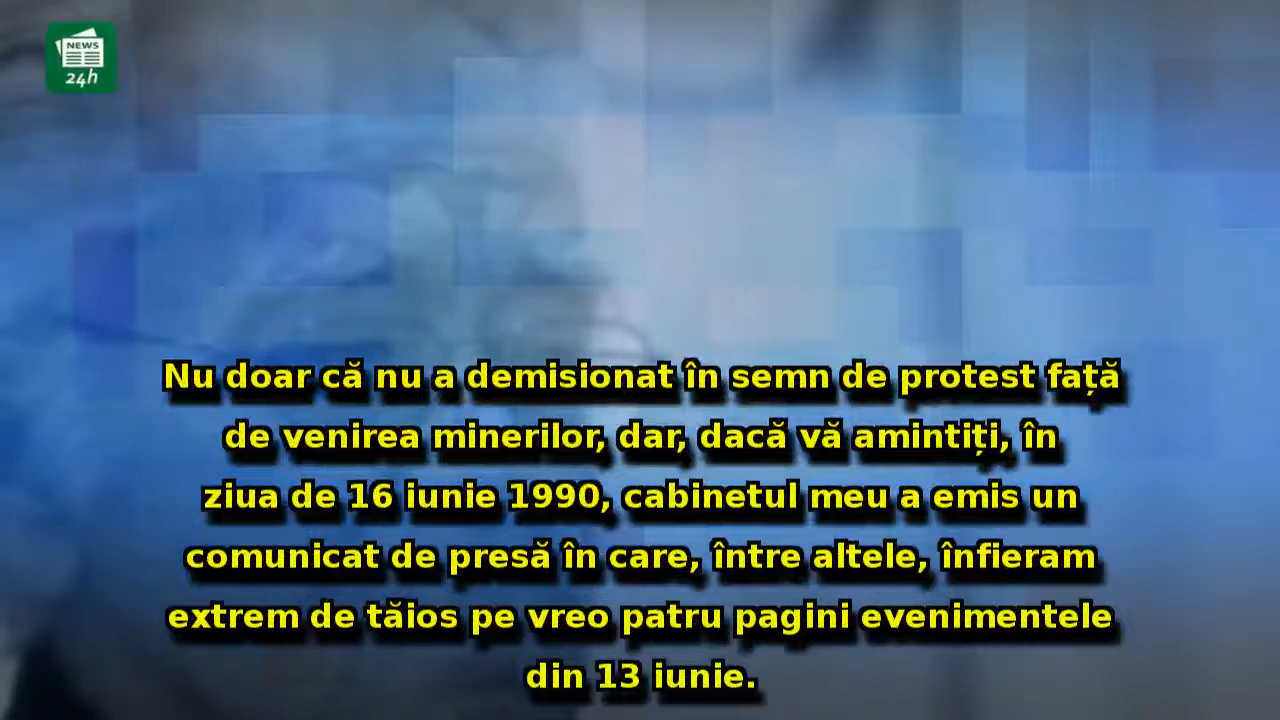 NEWS
24h
Nu doar că nu a demisionat în semn de protest față
de venirea minerilor, dar, dacă vă amintiți, în
ziua de 16 iunie 1990, cabinetul meu a emis un
comunicat de presă în care, între altele, înfieram
extrem de tăios pe vreo patru pagini evenimentele
din 13 iunie.